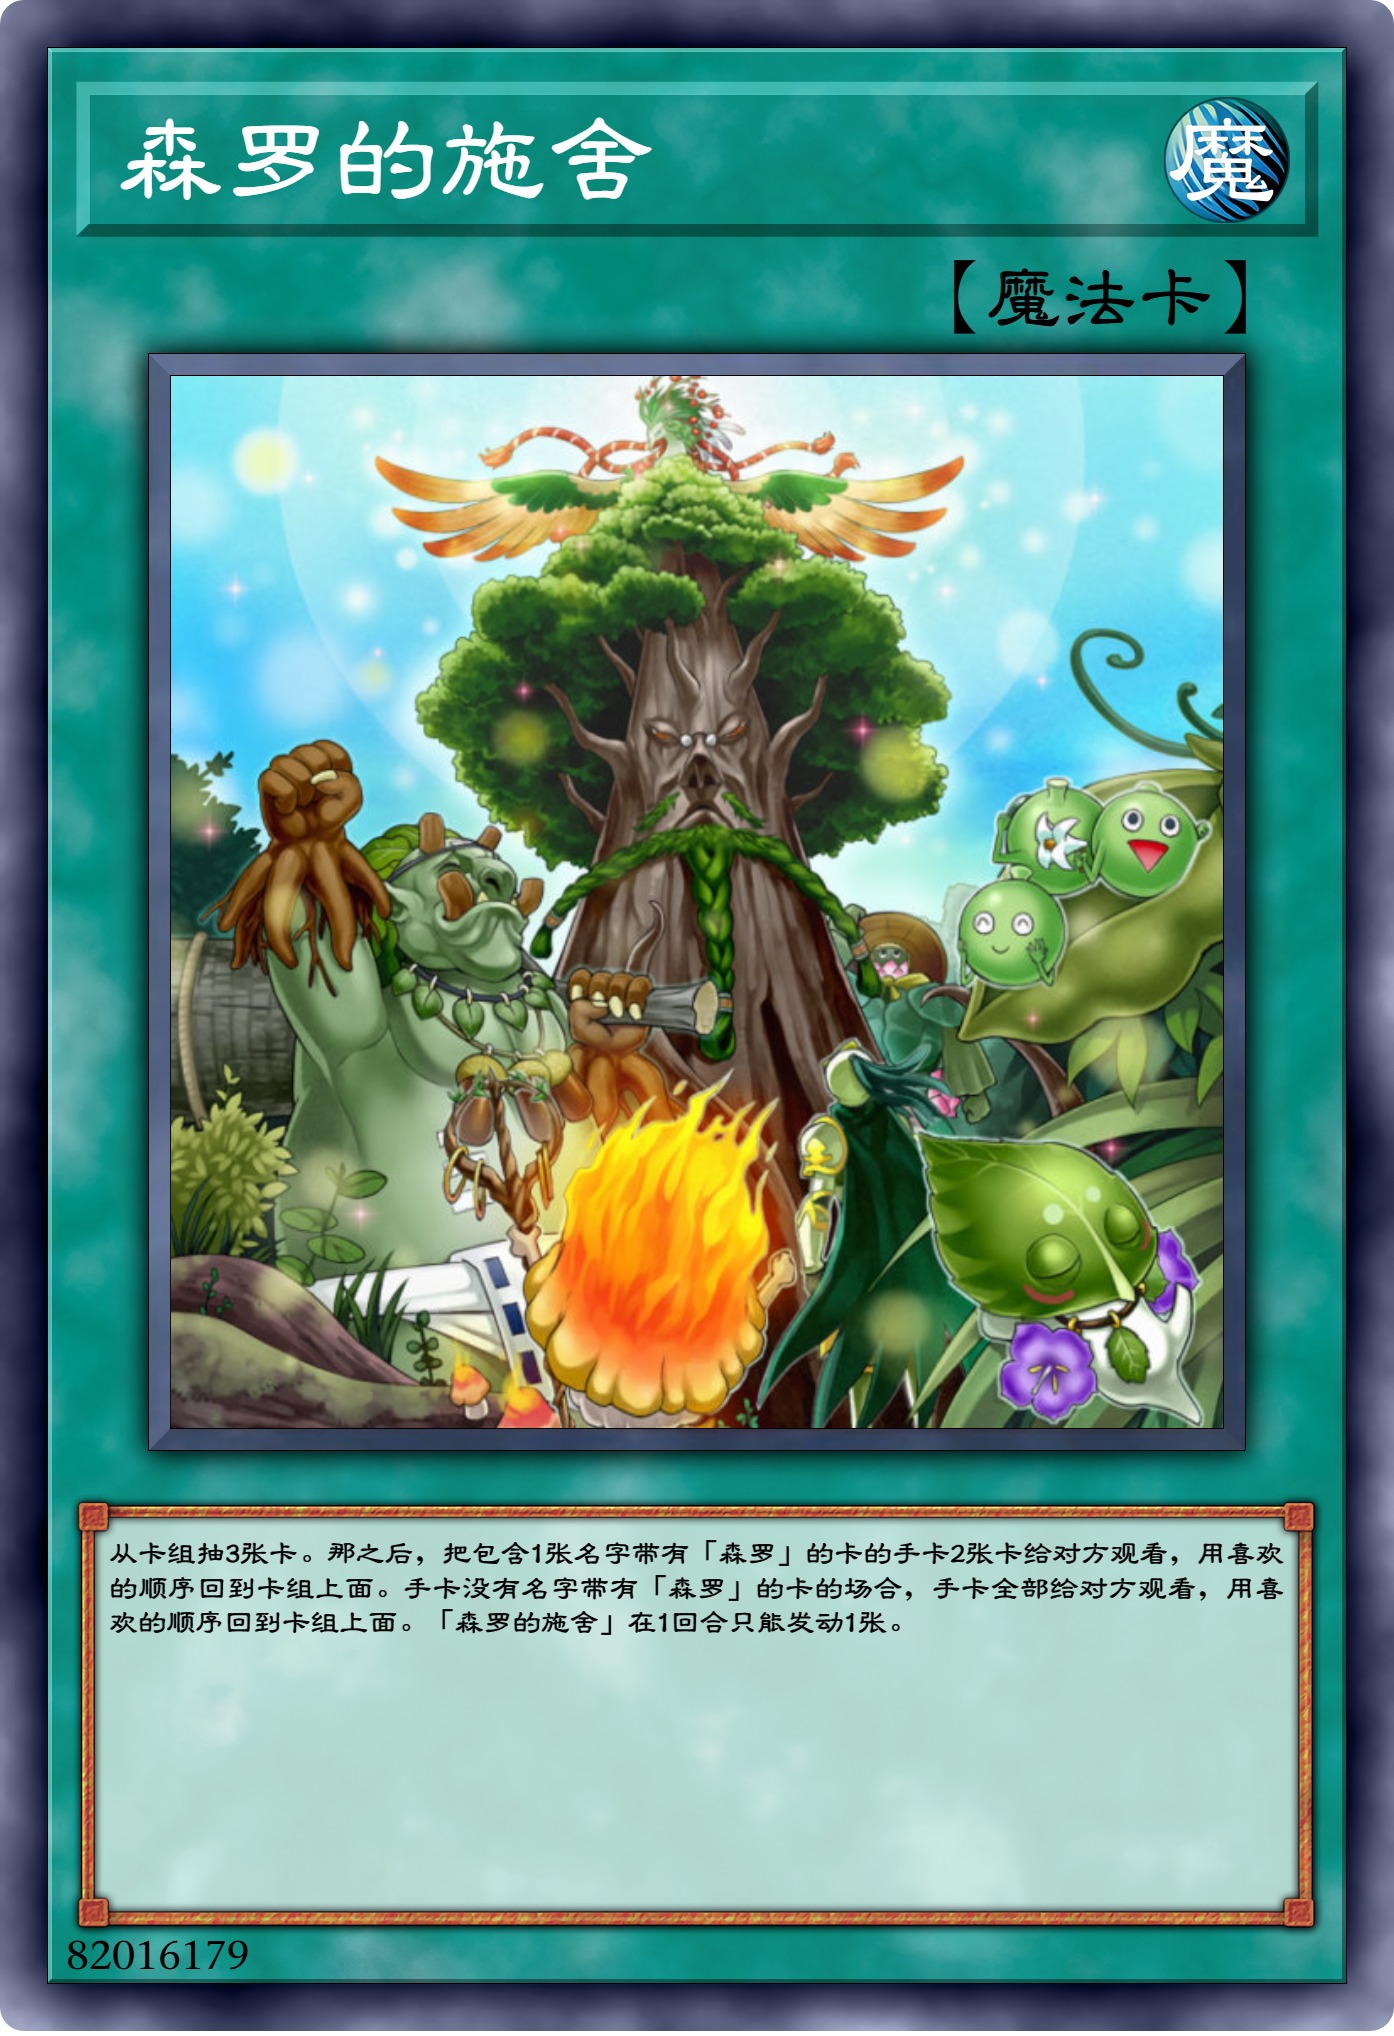 森罗的施舍
魔
【魔法卡】
从卡组抽3张卡。那之后，把包含1张名字带有「森罗」的卡的手卡2张卡给对方观看，用喜欢
的顺序回到卡组上面。手卡没有名字带有「森罗」的卡的场合，手卡全部给对方观看，用喜
欢的顺序回到卡组上面。「森罗的施舍」在1回合只能发动1张。
82016179